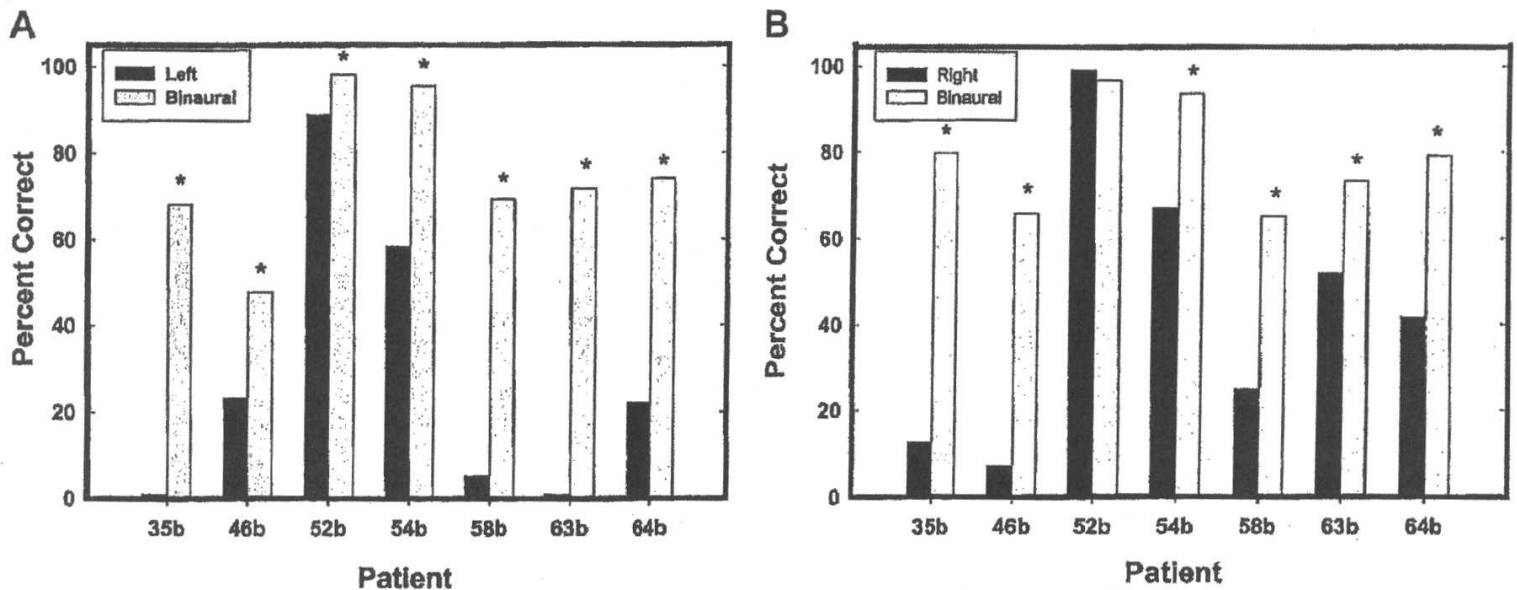 A
Left
Binaural
Percent Correct
100
80
60
40
20
0
* * * * * * *
35b 46b 52b 54b 58b 63b 64b
Patient
B
Right
Binaural
Percent Correct
100
80
60
40
20
0
* * * * * *
35b 46b 52b 54b 58b 63b 64b
Patient